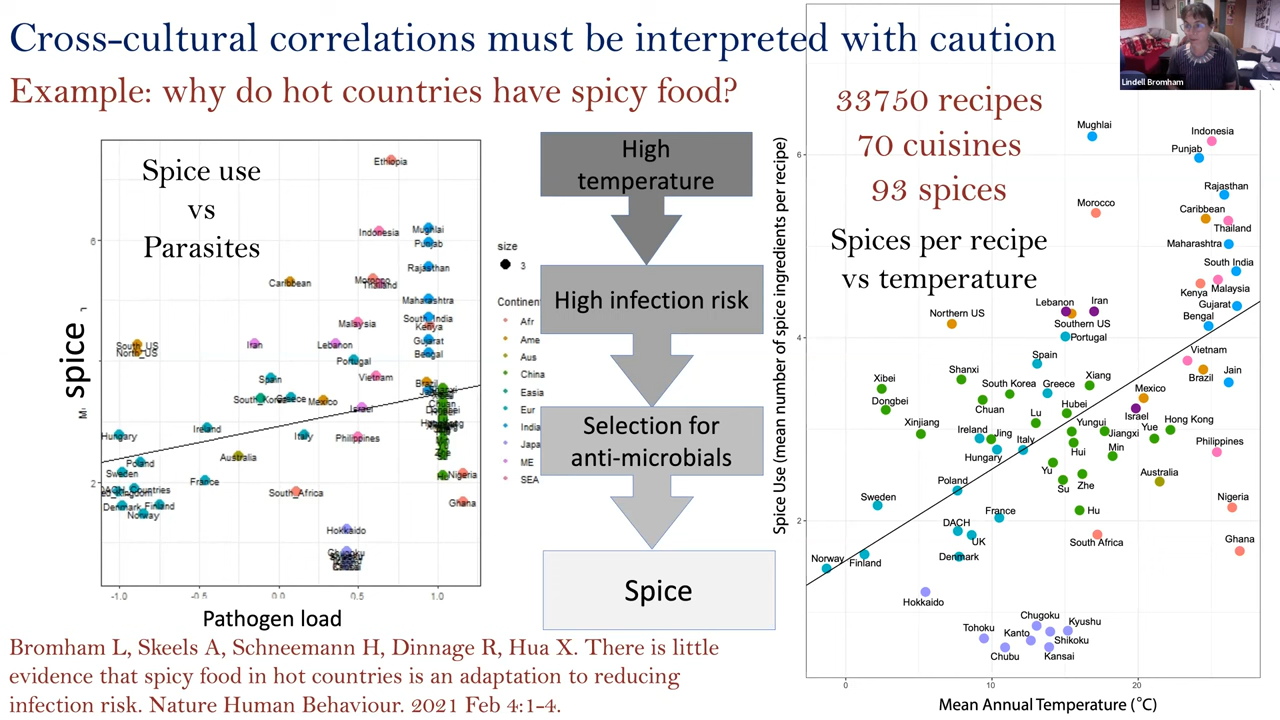 Cross-cultural correlations must be interpreted with caution
Lindell Bromham
Example: why do hot countries have spicy food?
Spice use
vs
Parasites
spice
6
2
Ethiopia
Indonesia
Mughlai
Punjab
Rajasthan
Caribbean
Morocco
Thailand
Maharashtra
Malaysia
South_India
Kenya
South_US
North_US
Iran
Lebanon
Gujarat
Bengal
Portugal
Spain
Vietnam
Brazil
South_Korea
Greece
Mexico
Israel
Hungary
Ireland
Italy
Philippines
Australia
Poland
Sweden
France
Countries
South_Africa
Nigeria
Denmark
Finland
Norway
Ghana
Hokkaido
Chugoku
-1.0
-0.5
0.0
0.5
1.0
Pathogen load
size
3
Continen
Afr
Ame
Aus
China
Easia
Eur
India
Japa
ME
SEA
High
temperature
High infection risk
Selection for
anti-microbials
Spice
33750 recipes
70 cuisines
93 spices
Spices per recipe
vs temperature
Spice Use (mean number of spice ingredients per recipe)
6
4
2
Mughlai
Indonesia
Punjab
Rajasthan
Morocco
Caribbean
Thailand
Maharashtra
South India
Kenya
Malaysia
Gujarat
Lebanon
Iran
Northern US
Southern US
Bengal
Portugal
Vietnam
Spain
Brazil
Jain
Shanxi
Xibei
South Korea
Greece
Xiang
Mexico
Dongbei
Chuan
Hubei
Israel
Xinjiang
Lu
Yungui
Hong Kong
Ireland
Jing
Italy
Jiangxi
Yue
Hungary
Hui
Min
Philippines
Yu
Australia
Poland
Su
Zhe
Sweden
Nigeria
France
Hu
DACH
UK
South Africa
Ghana
Norway
Finland
Denmark
Hokkaido
Chugoku
Kyushu
Tohoku
Kanto
Shikoku
Chubu
Kansai
0
10
20
Mean Annual Temperature (°C)
Bromham L, Skeels A, Schneemann H, Dinnage R, Hua X. There is little
evidence that spicy food in hot countries is an adaptation to reducing
infection risk. Nature Human Behaviour. 2021 Feb 4:1-4.